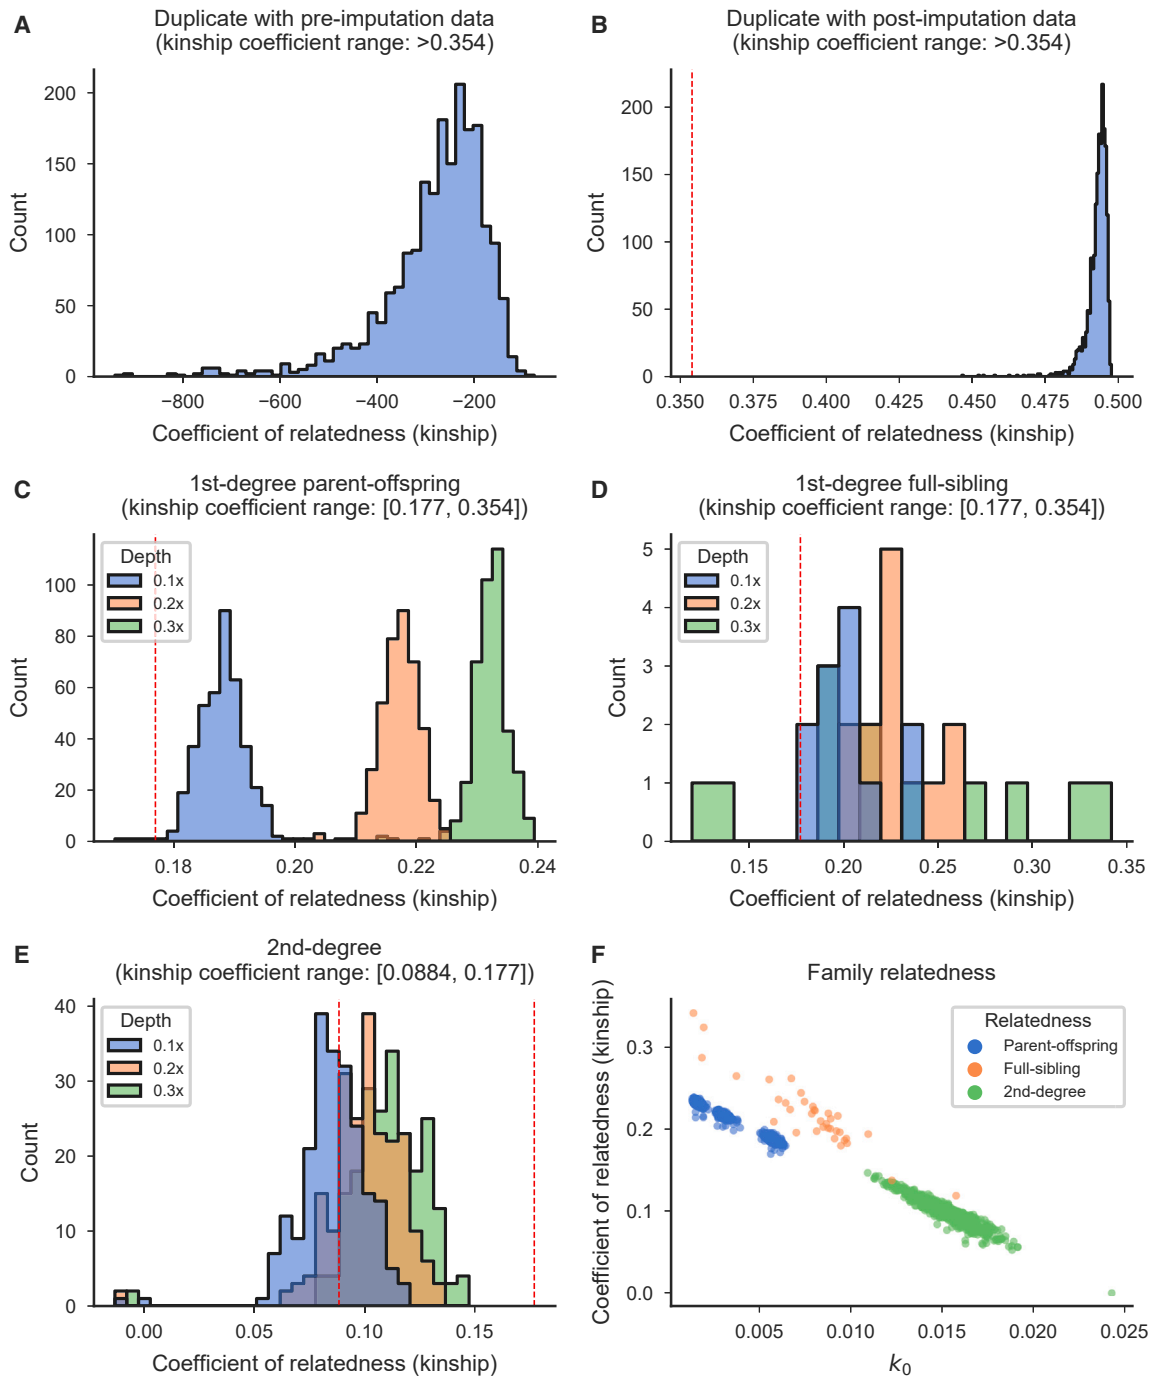 A
Duplicate with pre-imputation data
(kinship coefficient range: >0.354)
200
150
100
50
0
Count
−800
−600
−400
−200
Coefficient of relatedness (kinship)
B
Duplicate with post-imputation data
(kinship coefficient range: >0.354)
200
150
100
50
0
Count
0.350
0.375
0.400
0.425
0.450
0.475
0.500
Coefficient of relatedness (kinship)
C
1st-degree parent-offspring
(kinship coefficient range: [0.177, 0.354])
Depth
0.1x
0.2x
0.3x
100
80
60
40
20
0
Count
0.18
0.20
0.22
0.24
Coefficient of relatedness (kinship)
D
1st-degree full-sibling
(kinship coefficient range: [0.177, 0.354])
Depth
0.1x
0.2x
0.3x
5
4
3
2
1
0
Count
0.15
0.20
0.25
0.30
0.35
Coefficient of relatedness (kinship)
E
2nd-degree
(kinship coefficient range: [0.0884, 0.177])
Depth
0.1x
0.2x
0.3x
40
30
20
10
0
Count
0.00
0.05
0.10
0.15
Coefficient of relatedness (kinship)
F
Family relatedness
Relatedness
Parent-offspring
Full-sibling
2nd-degree
0.3
0.2
0.1
0.0
Coefficient of relatedness (kinship)
0.005
0.010
0.015
0.020
0.025
k0